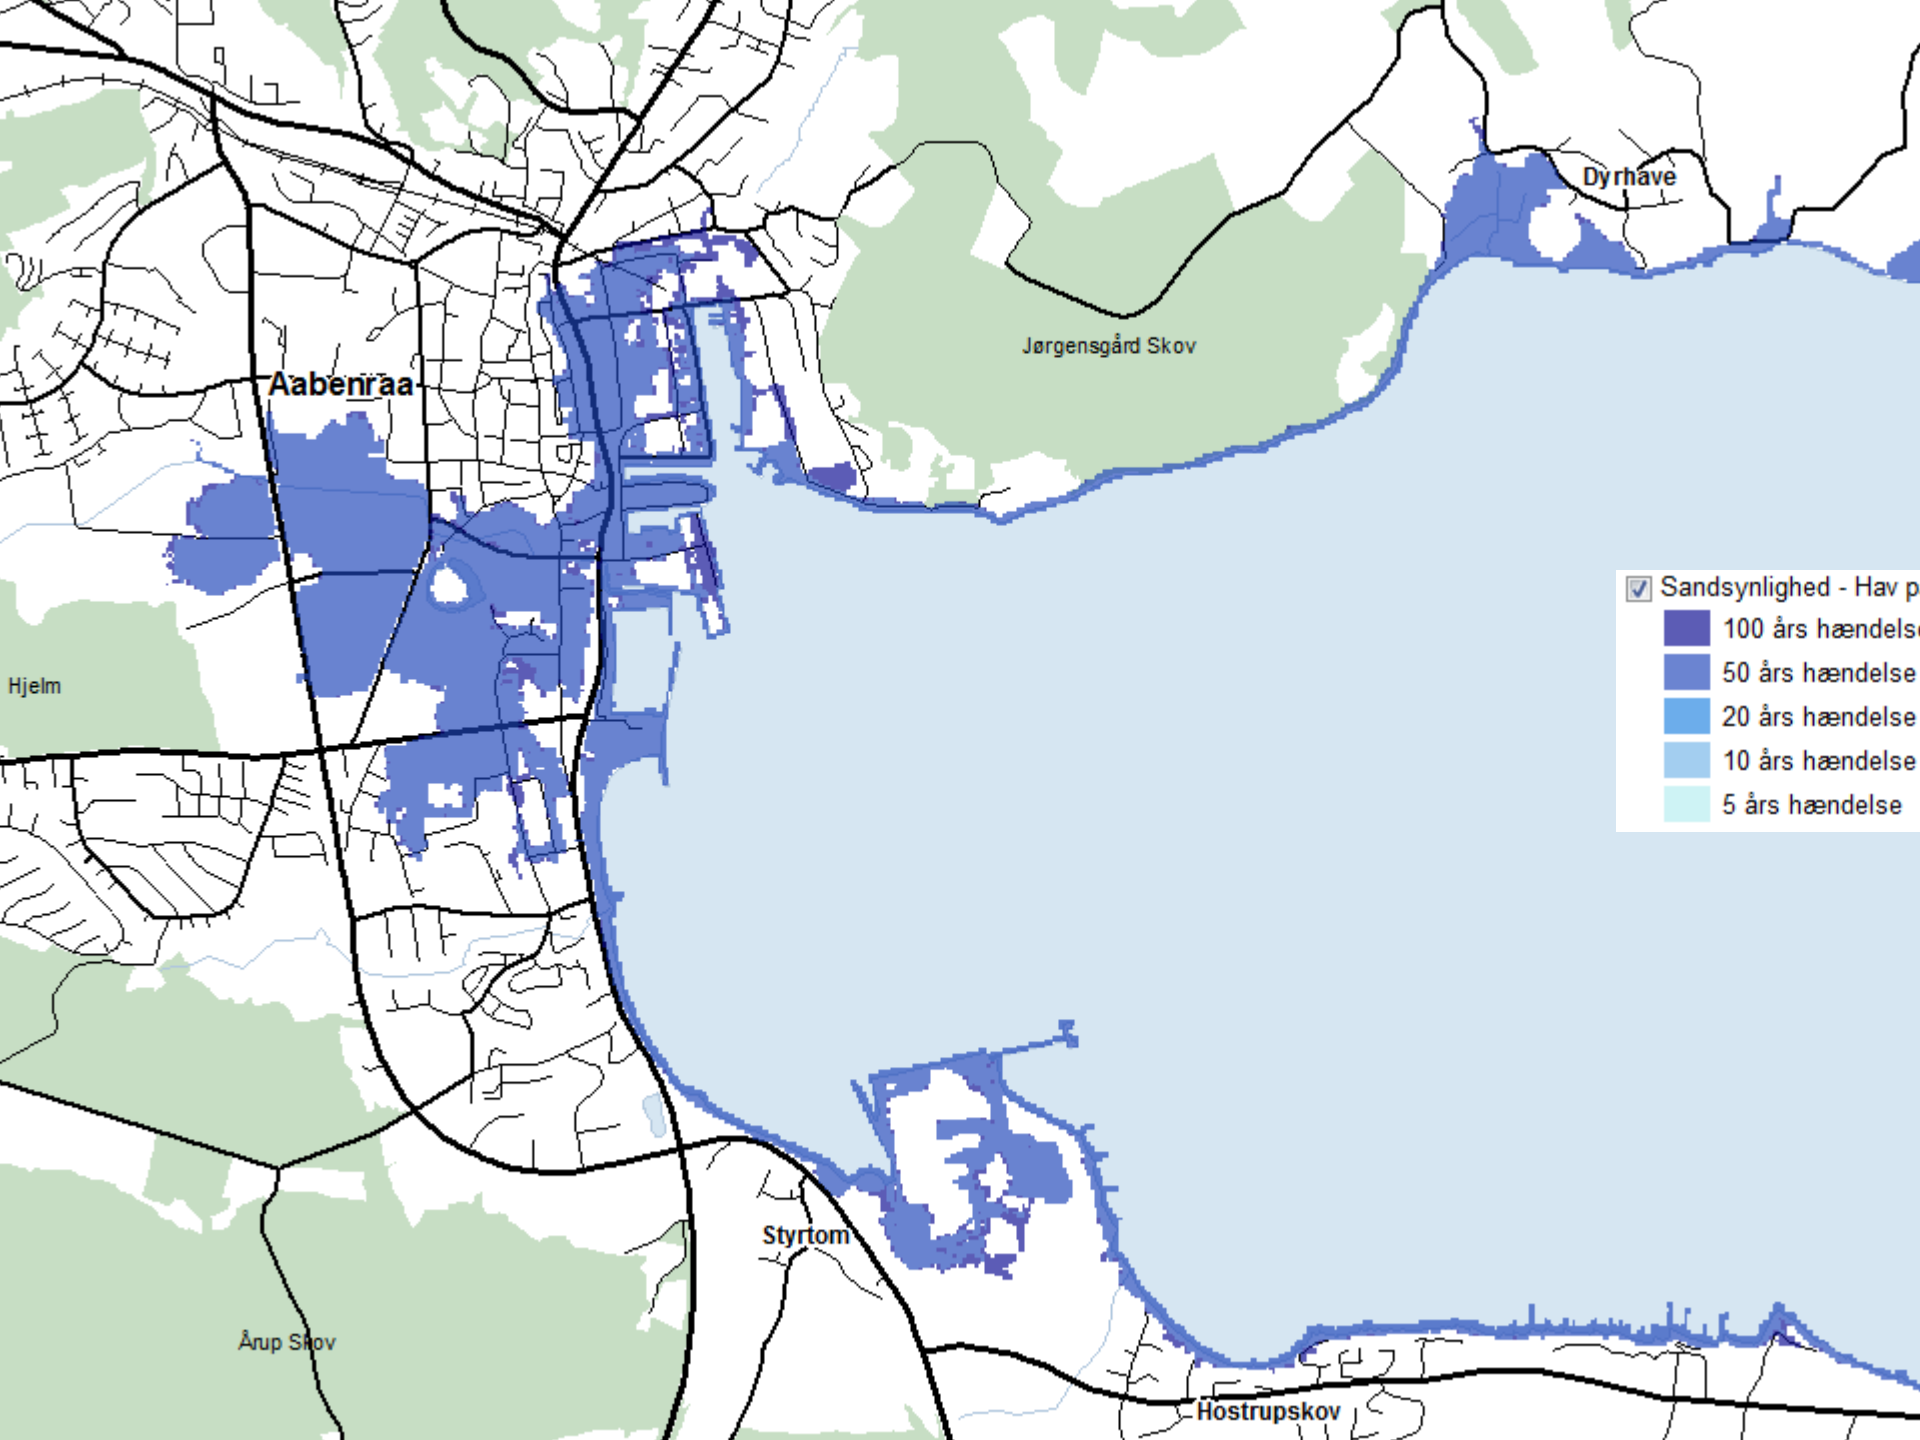 Dyrhave
Jørgensgård Skov
Aabenraa
Sandsynlighed - Hav p
100 års hændelse
50 års hændelse
20 års hændelse
10 års hændelse
5 års hændelse
Hjelm
Styrtom
Årup Skov
Hostrupskov